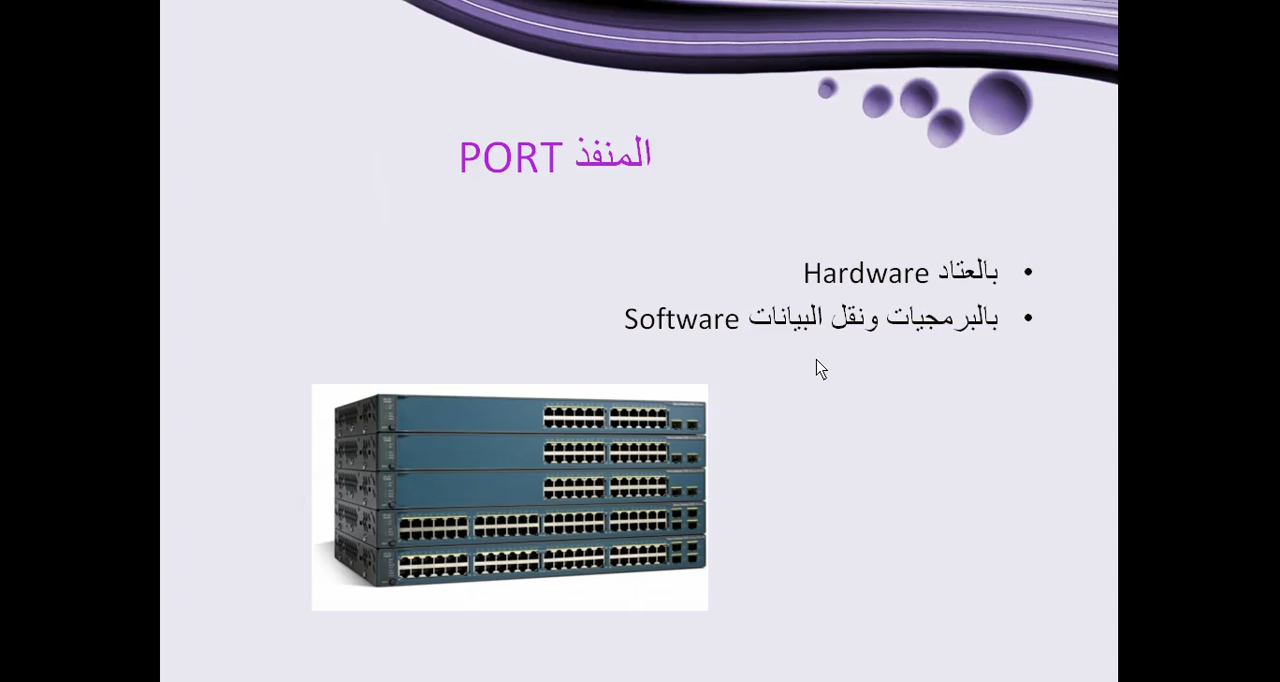 المنفذ PORT
• بالعتاد Hardware
• بالبرمجيات ونقل البيانات Software